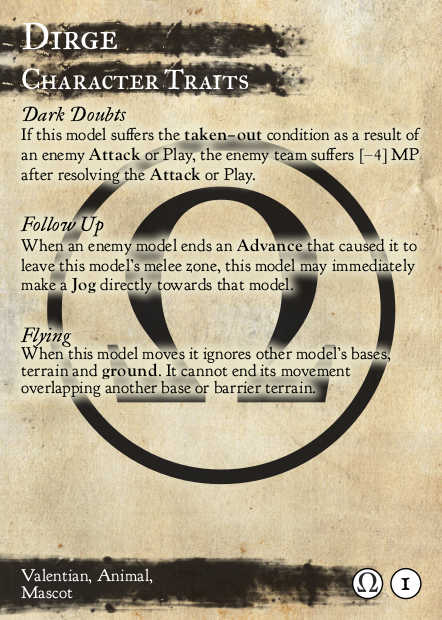 Dirge
Character Traits
Dark Doubts
If this model suffers the taken-out condition as a result of
an enemy Attack or Play, the enemy team suffers [-4] MP
after resolving the Attack or Play.
Follow Up
When an enemy model ends an Advance that caused it to
leave this model's melee zone, this model may immediately
make a Jog directly towards that model.
Flying
When this model moves it ignores other model's bases,
terrain and ground. It cannot end its movement
overlapping another base or barrier terrain.
Valentian, Animal,
Mascot
Ω 1